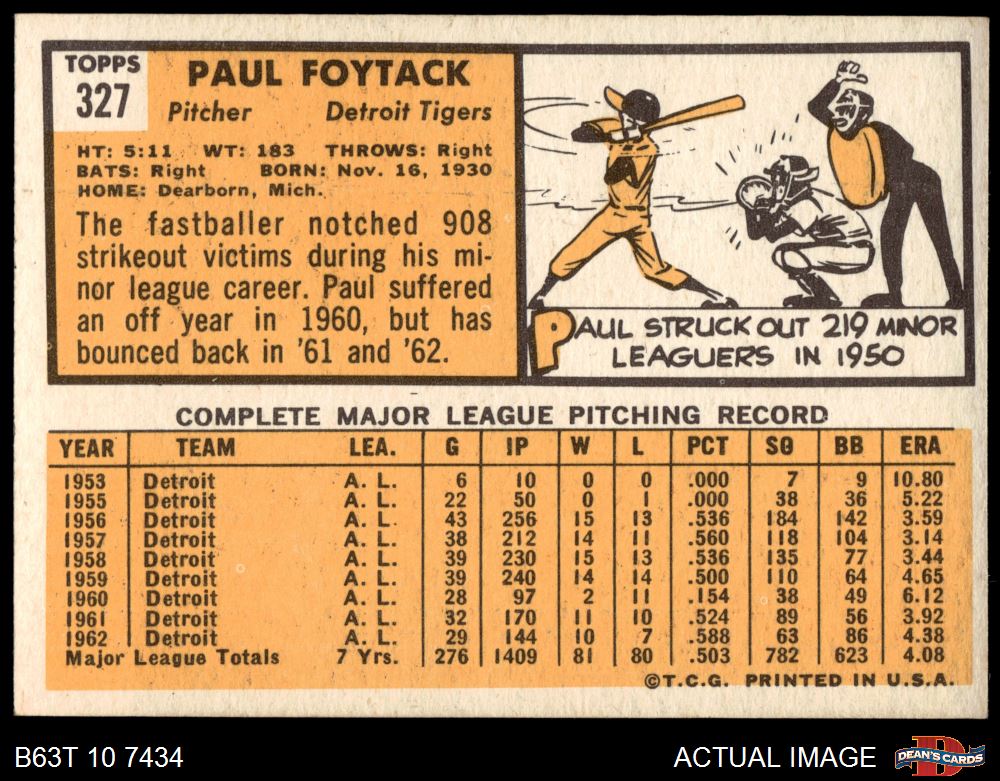 TOPPS
327
PAUL FOYTACK
Pitcher Detroit Tigers
HT: 5:11 WT: 183 THROWS: Right
BATS: Right BORN: Nov. 16, 1930
HOME: Dearborn, Mich.
The fastballer notched 908
strikeout victims during his mi-
nor league career. Paul suffered
an off year in 1960, but has
bounced back in '61 and '62.
PAUL STRUCK OUT 219 MINOR
LEAGUERS IN 1950
COMPLETE MAJOR LEAGUE PITCHING RECORD
YEAR TEAM LEA. G IP W L PCT SO BB ERA
1953 Detroit A. L. 6 10 0 0 .000 7 9 10.80
1955 Detroit A. L. 22 50 0 1 .000 38 36 5.22
1956 Detroit A. L. 43 256 15 13 .536 184 142 3.59
1957 Detroit A. L. 38 212 14 11 .560 118 104 3.14
1958 Detroit A. L. 39 230 15 13 .536 135 77 3.44
1959 Detroit A. L. 39 240 14 14 .500 110 64 4.65
1960 Detroit A. L. 28 97 2 11 .154 38 49 6.12
1961 Detroit A. L. 32 170 11 10 .524 89 56 3.92
1962 Detroit A. L. 29 144 10 7 .588 63 86 4.38
Major League Totals 7 Yrs. 276 1409 81 80 .503 782 623 4.08
©T.C.G. PRINTED IN U.S.A.
B63T 10 7434 ACTUAL IMAGE
D
DEAN'S CARDS